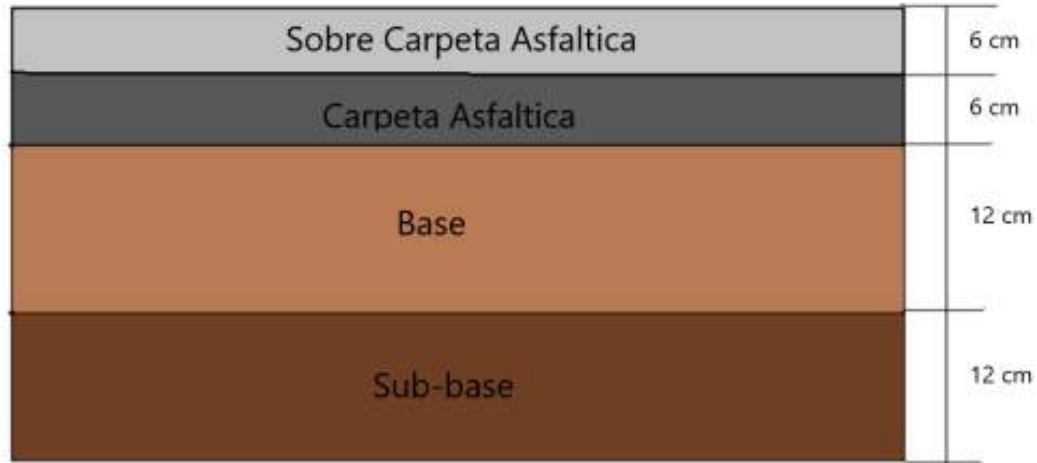 Sobre Carpeta Asfaltica
6 cm
Carpeta Asfaltica
6 cm
Base
12 cm
Sub-base
12 cm